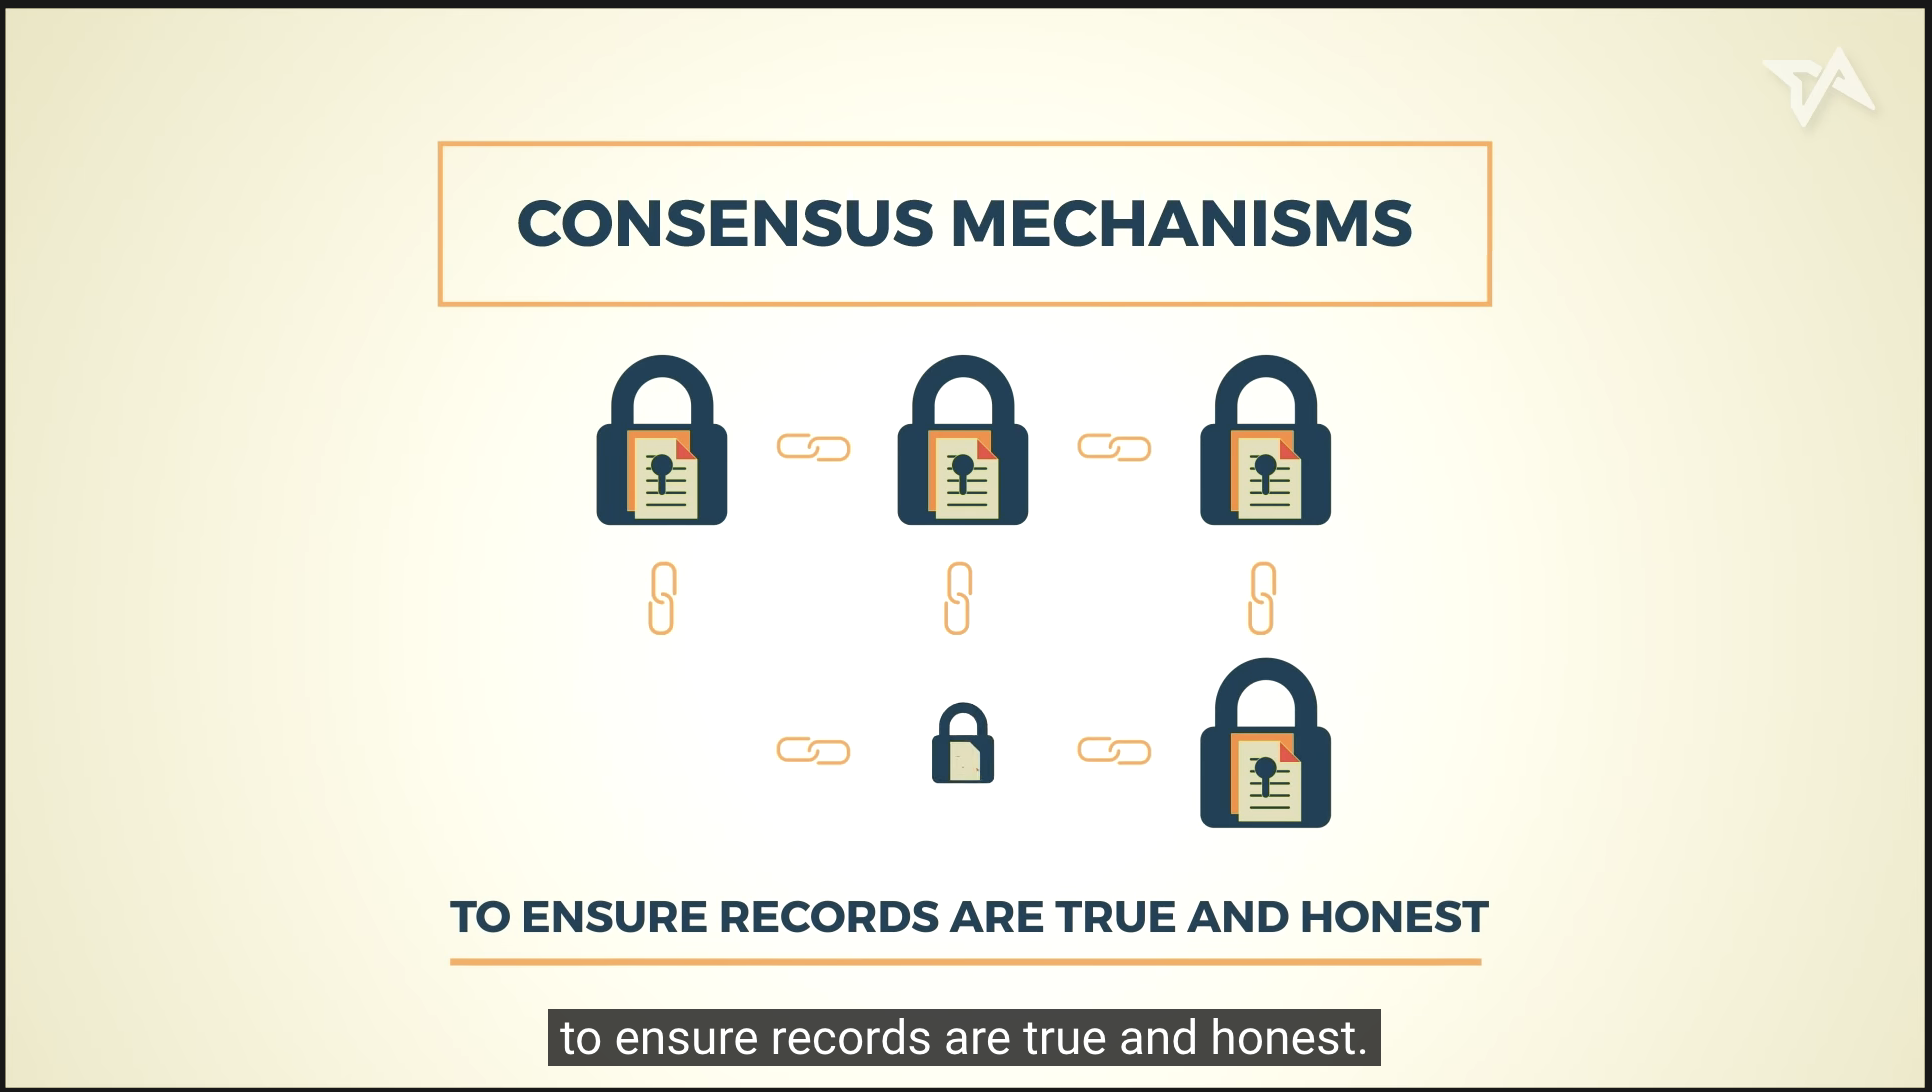 CONSENSUS MECHANISMS
TO ENSURE RECORDS ARE TRUE AND HONEST
to ensure records are true and honest.